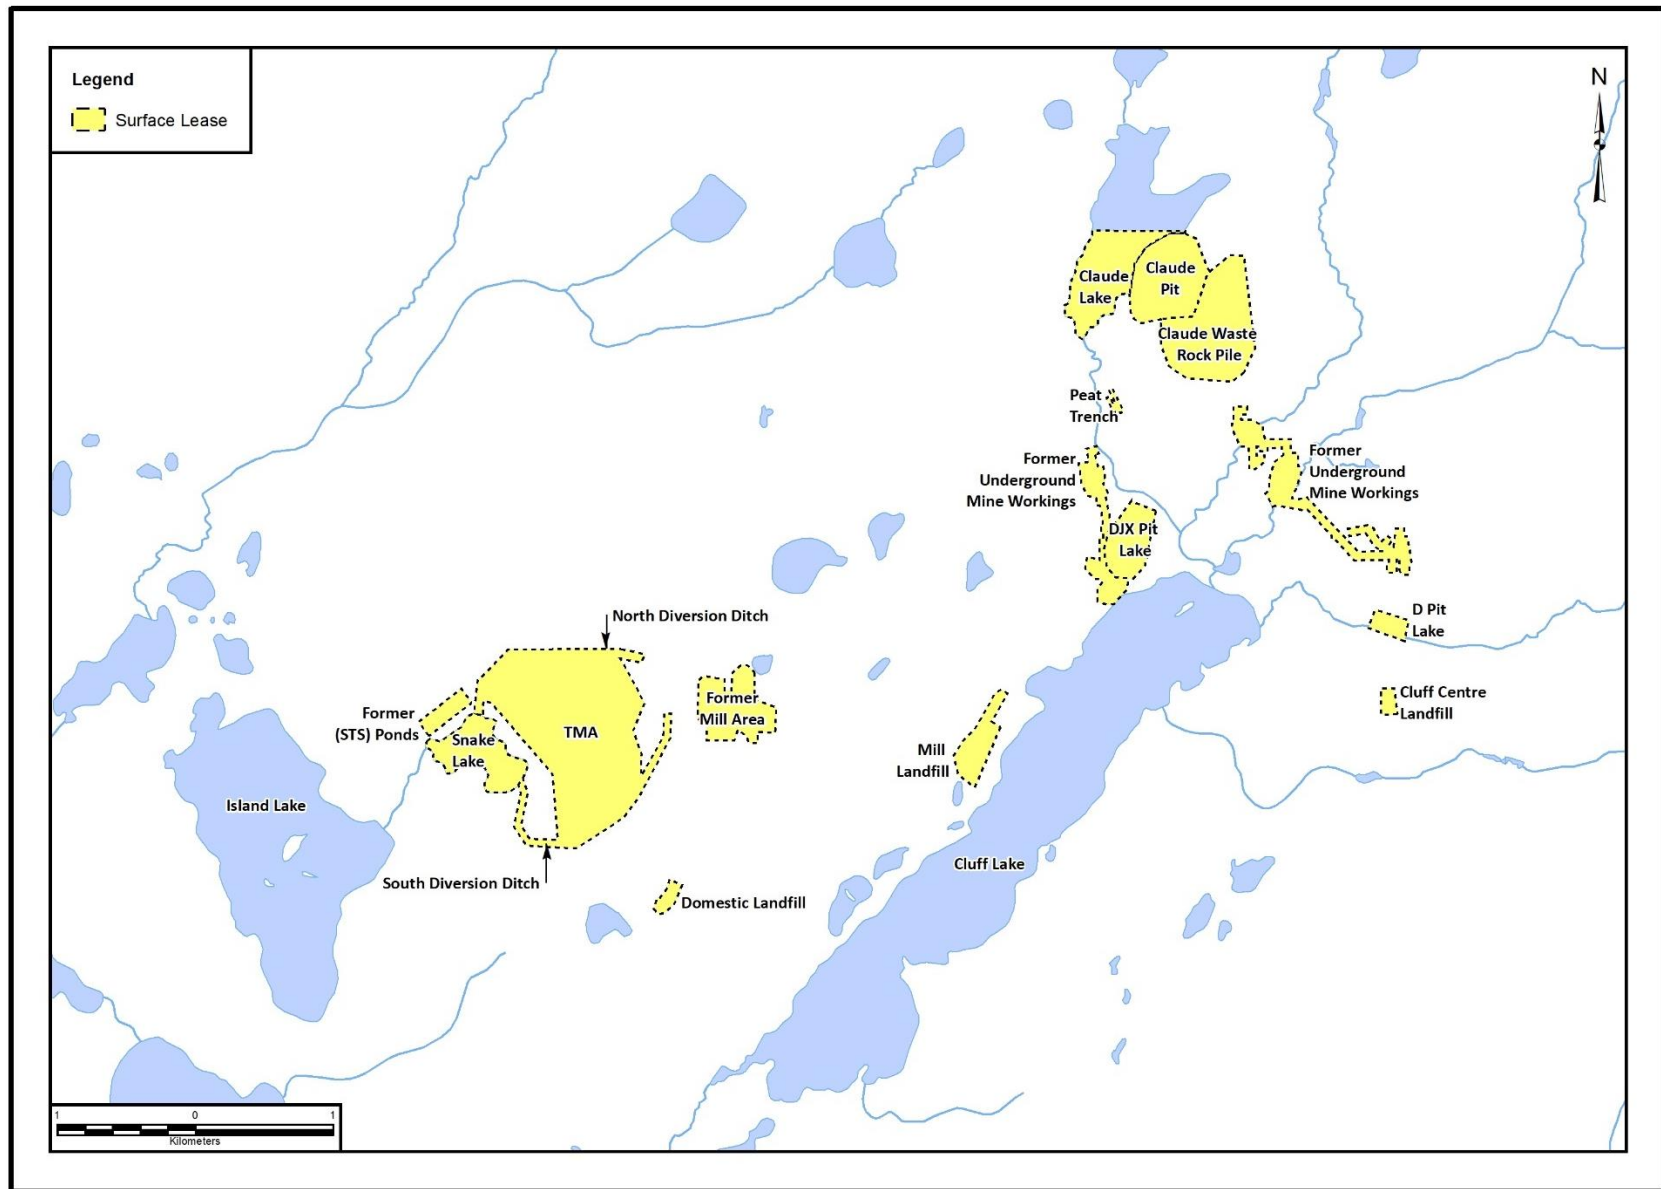 Legend
Surface Lease
N
Claude
Lake
Claude
Pit
Claude Waste
Rock Pile
Peat
Trench
Former
Underground
Mine Workings
Former
Underground
Mine Workings
DJX Pit
Lake
D Pit
Lake
North Diversion Ditch
Former
(STS) Ponds
Snake
Lake
TMA
Former
Mill Area
Mill
Landfill
Cluff Centre
Landfill
Island Lake
Cluff Lake
South Diversion Ditch
Domestic Landfill
1 0 1
Kilometers